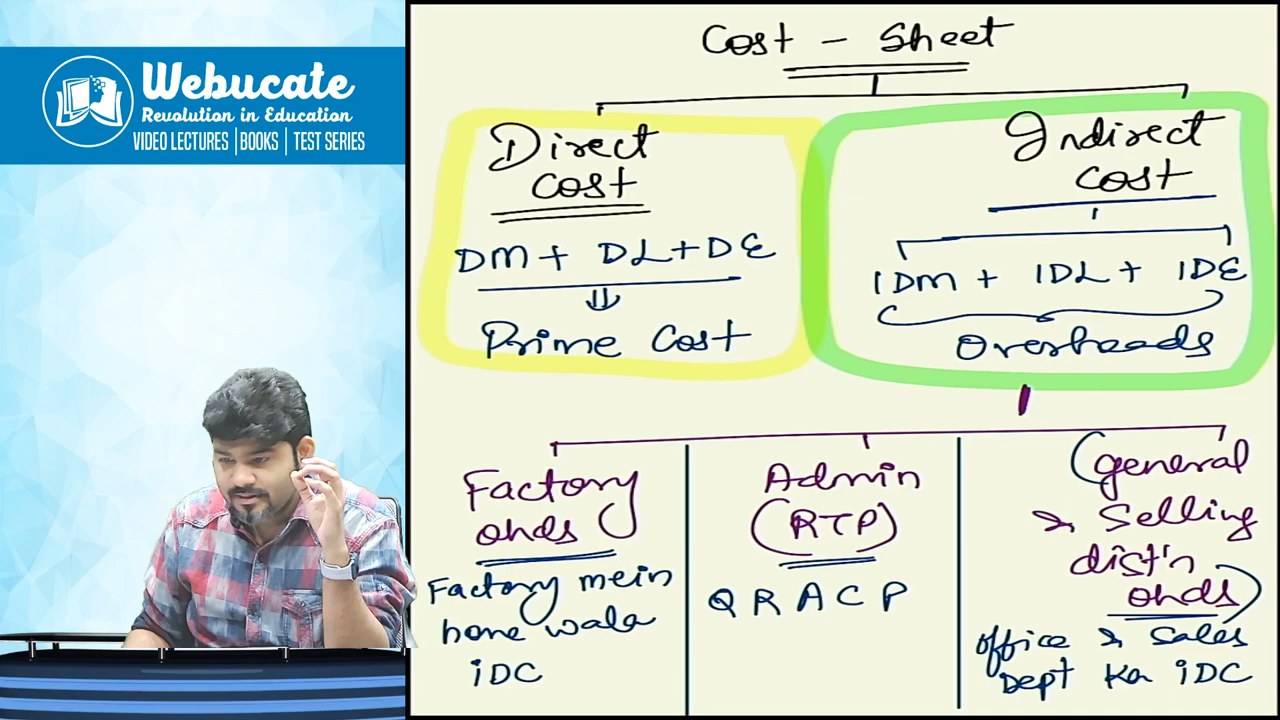 Webucate
Revolution in Education
VIDEO LECTURES | BOOKS | TEST SERIES
Cost - Sheet
Direct
Cost
DM + DL + DE
⇓
Prime Cost
Indirect
Cost
IDM + IDL + IDE
Overheads
Factory
ohds
Factory mein
hone wala
iDC
Admin
(RTP)
Q R A C P
(general
& Selling
dist'n
ohds)
office & Sales
Dept Ka iDC